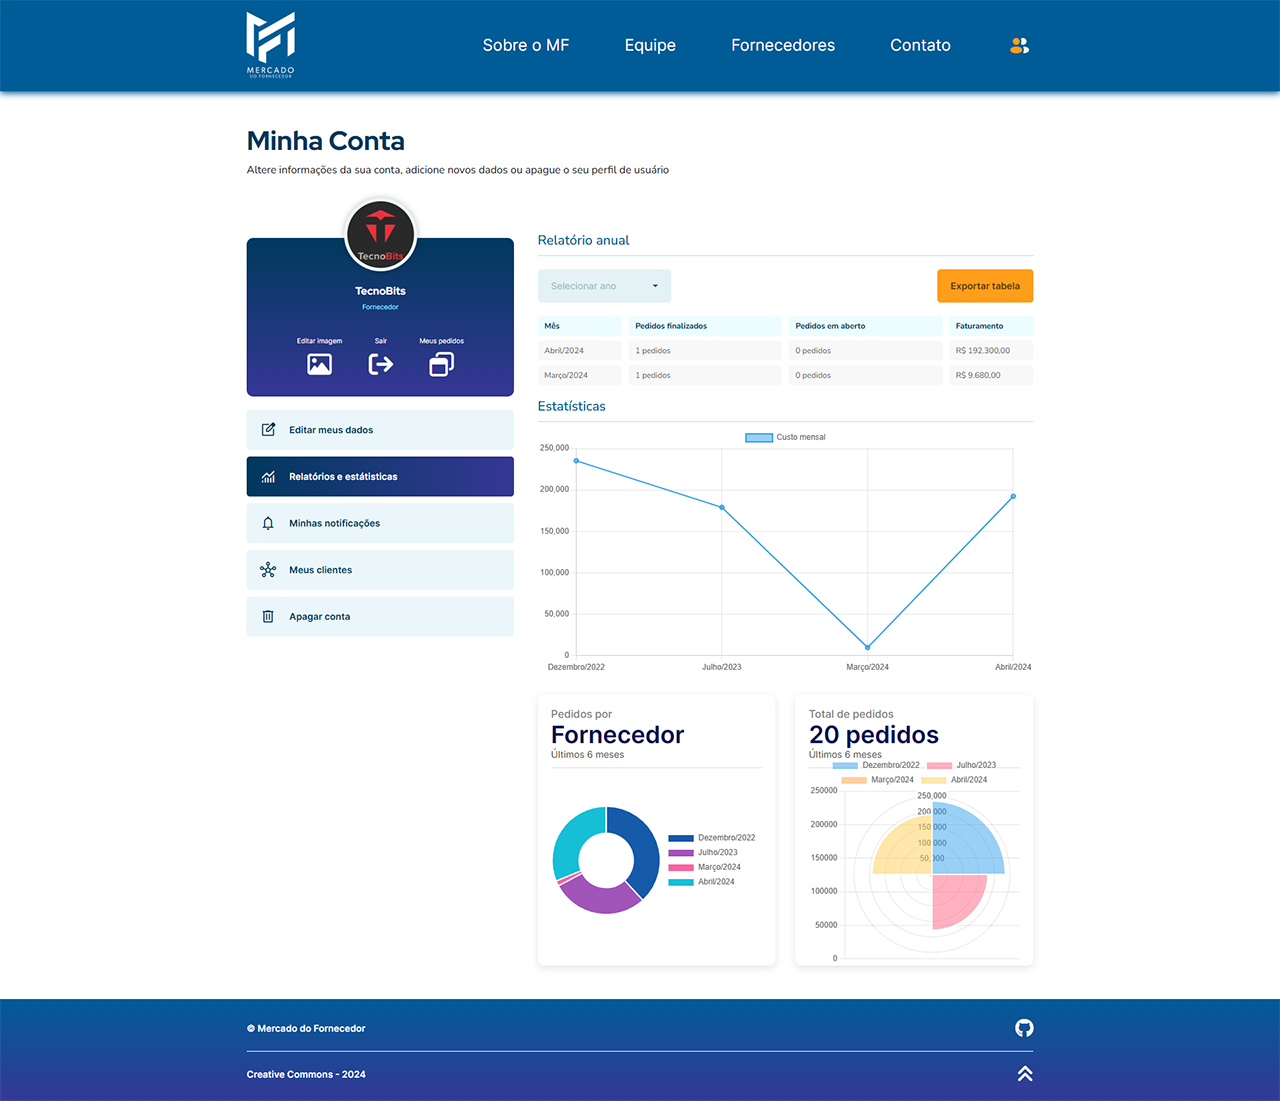 MERCADO
DO FORNECEDOR
Sobre o MF
Equipe
Fornecedores
Contato
Minha Conta
Altere informações da sua conta, adicione novos dados ou apague o seu perfil de usuário
TecnoBits
TecnoBits
Fornecedor
Editar imagem
Sair
Meus pedidos
Editar meus dados
Relatórios e estátisticas
Minhas notificações
Meus clientes
Apagar conta
Relatório anual
Selecionar ano
Exportar tabela
Mês Pedidos finalizados Pedidos em aberto Faturamento
Abril/2024 1 pedidos 0 pedidos R$ 192.300,00
Março/2024 1 pedidos 0 pedidos R$ 9.680,00
Estatísticas
Custo mensal
250,000
200,000
150,000
100,000
50,000
0
Dezembro/2022 Julho/2023 Março/2024 Abril/2024
Pedidos por
Fornecedor
Últimos 6 meses
Dezembro/2022
Julho/2023
Março/2024
Abril/2024
Total de pedidos
20 pedidos
Últimos 6 meses
Dezembro/2022 Julho/2023
Março/2024 Abril/2024
250000
200000
150000
100000
50000
0
250,000
200,000
150,000
100,000
50,000
© Mercado do Fornecedor
Creative Commons - 2024